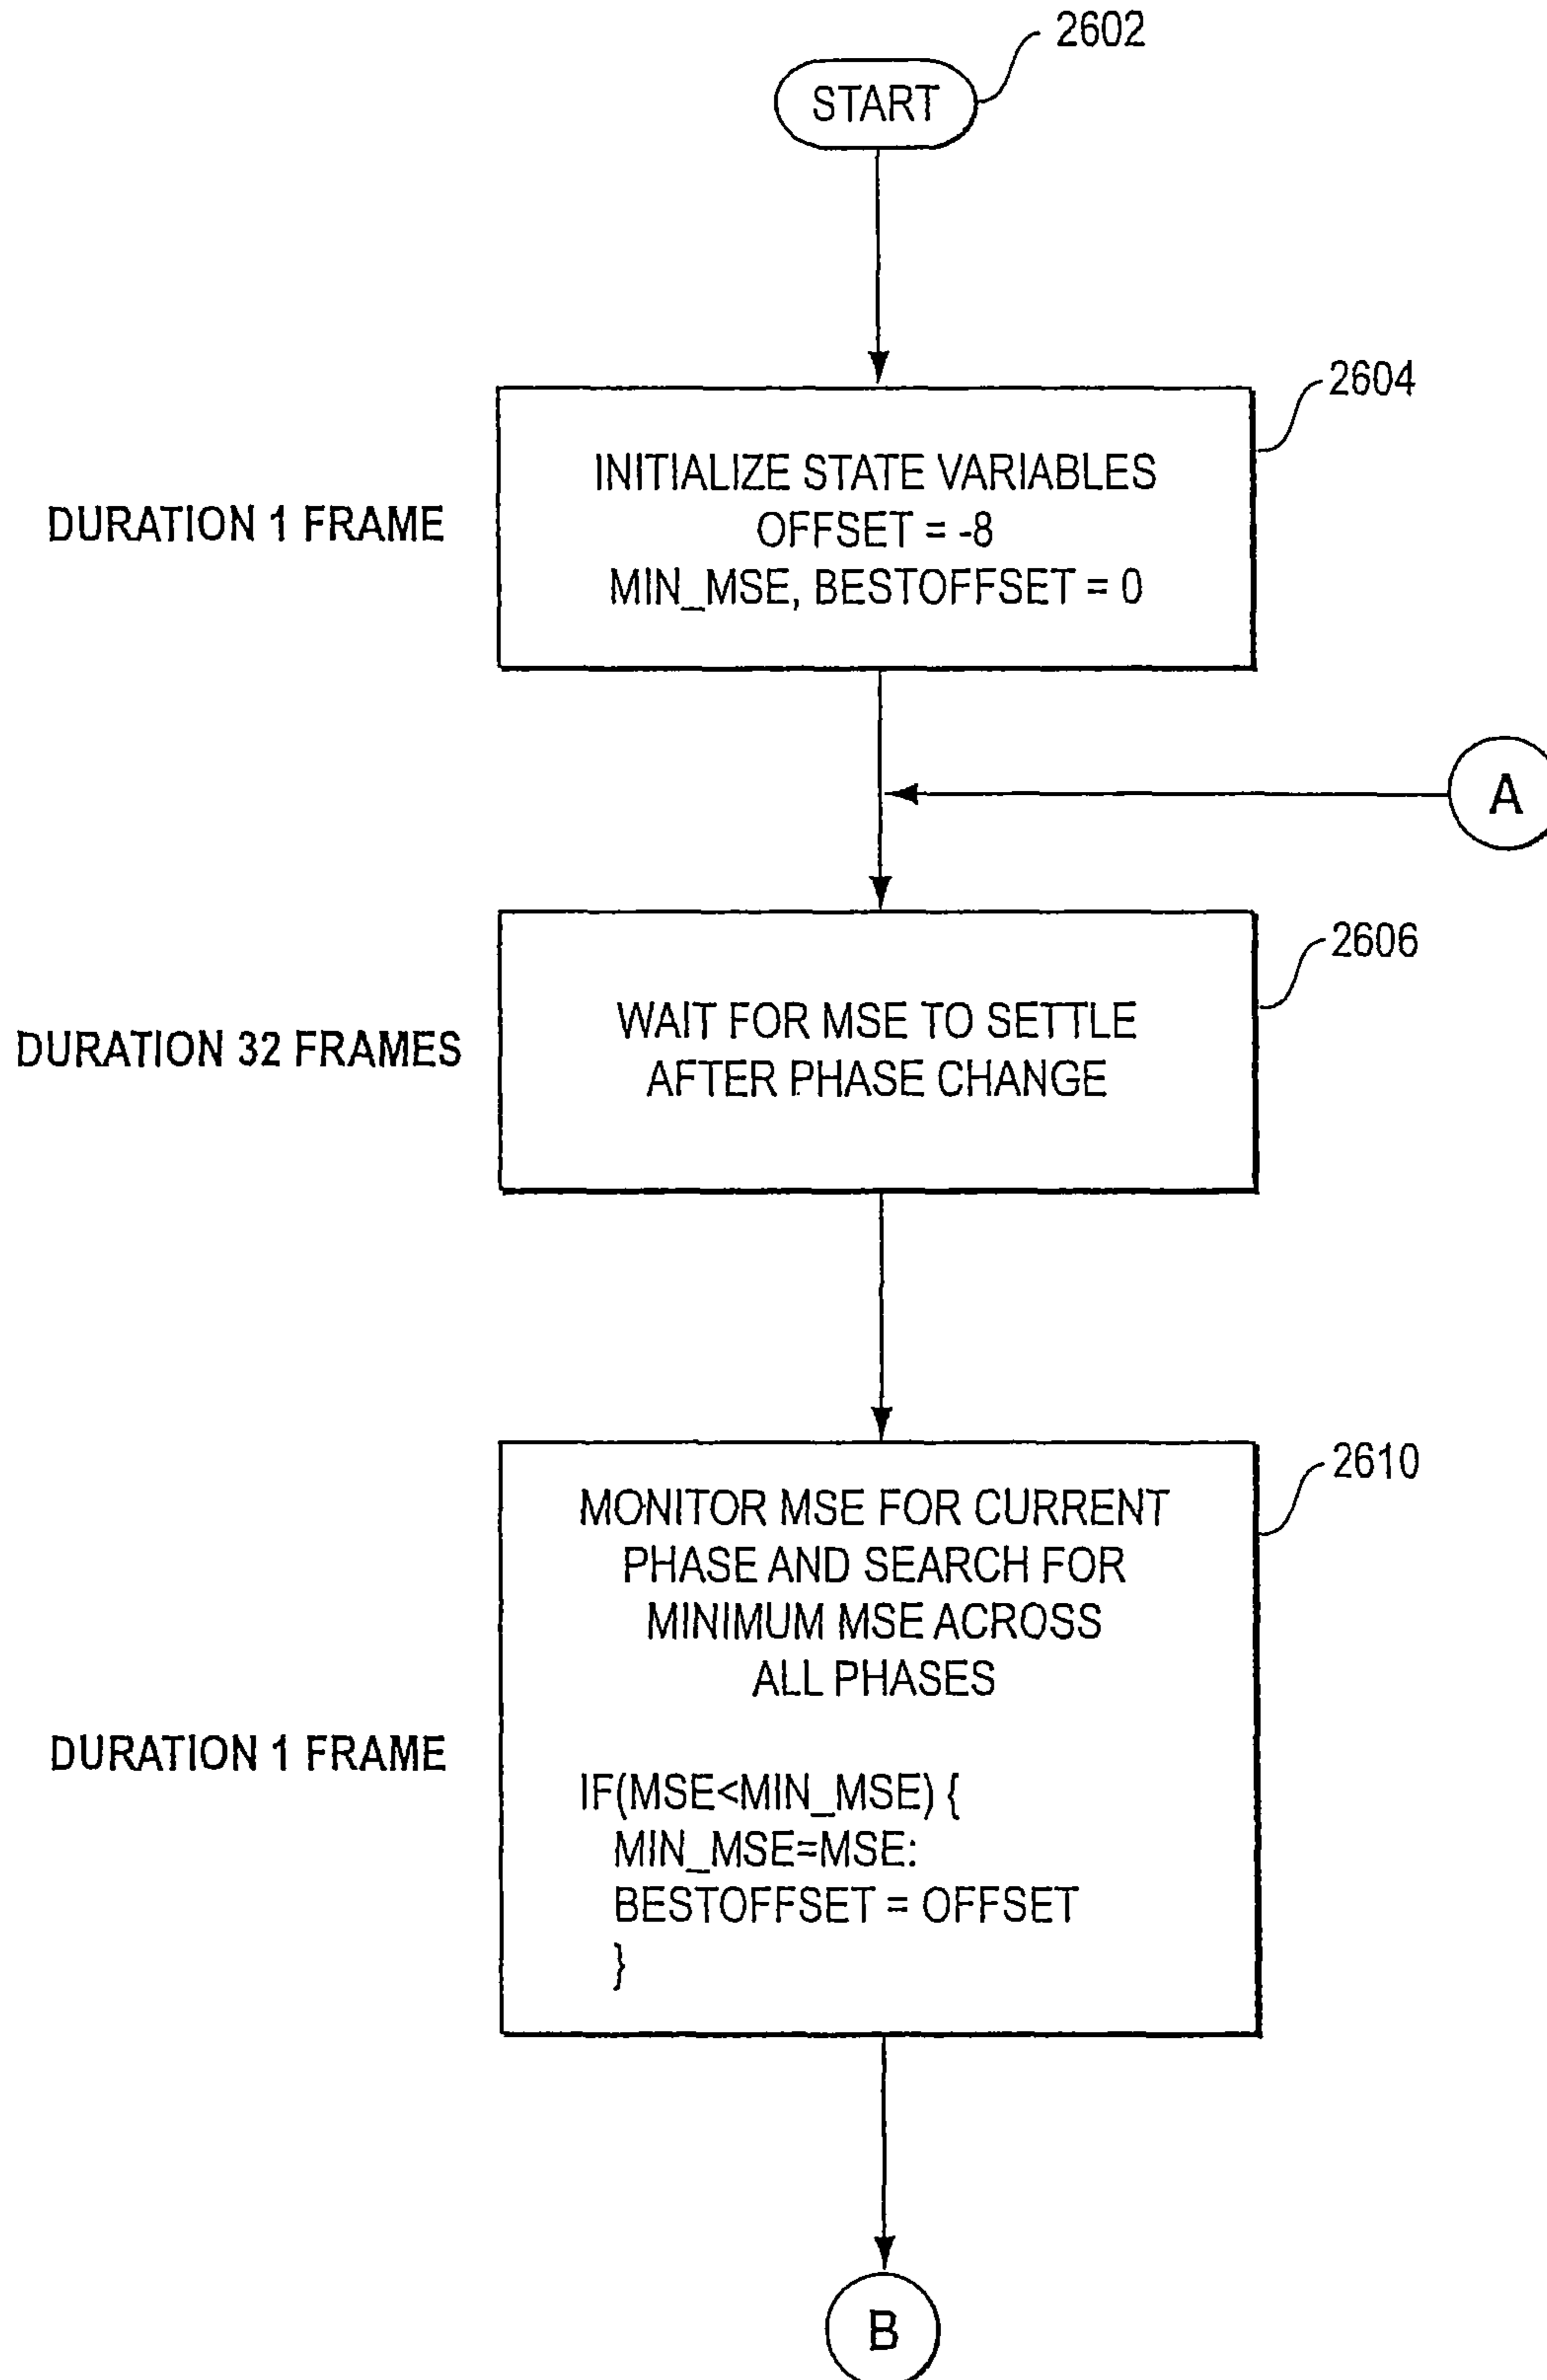 2602
START
2604
INITIALIZE STATE VARIABLES
OFFSET = -8
MIN_MSE, BESTOFFSET = 0
DURATION 1 FRAME
A
2606
WAIT FOR MSE TO SETTLE
AFTER PHASE CHANGE
DURATION 32 FRAMES
2610
MONITOR MSE FOR CURRENT
PHASE AND SEARCH FOR
MINIMUM MSE ACROSS
ALL PHASES
DURATION 1 FRAME
IF(MSE<MIN_MSE) {
MIN_MSE=MSE:
BESTOFFSET = OFFSET
}
B